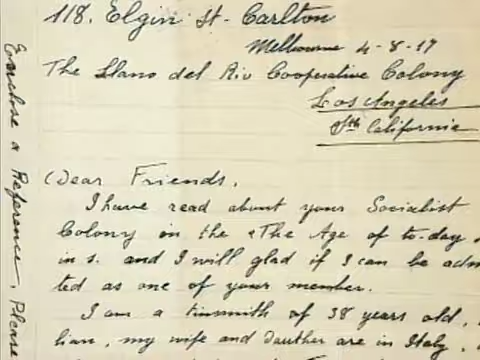 118. Elgin St. Carlton
Melbourne 4-8-17
The Llano del Rio Cooperative Colony
Los Angeles
Sth California
Dear Friends,
I have read about your Socialist
Colony in the "The Age of to-day
in s. and I will glad if I can be adm
ted as one of your member.
I am a tinsmith of 38 years old,
lian, my wife and dauther are in Italy,
Enclose a Reference, Please